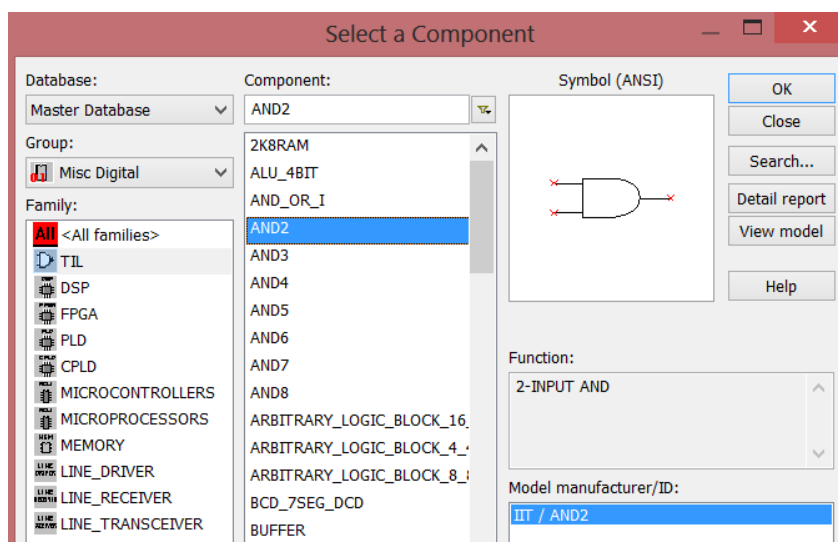 Select a Component
Database:
Master Database
Group:
Misc Digital
Family:
All <All families>
TIL
DSP
FPGA
PLD
CPLD
MICROCONTROLLERS
MICROPROCESSORS
MEMORY
LINE_DRIVER
LINE_RECEIVER
LINE_TRANSCEIVER
Component:
AND2
2K8RAM
ALU_4BIT
AND_OR_I
AND2
AND3
AND4
AND5
AND6
AND7
AND8
ARBITRARY_LOGIC_BLOCK_16_
ARBITRARY_LOGIC_BLOCK_4_
ARBITRARY_LOGIC_BLOCK_8_
BCD_7SEG_DCD
BUFFER
Symbol (ANSI)
Function:
2-INPUT AND
Model manufacturer/ID:
IIT / AND2
OK
Close
Search...
Detail report
View model
Help